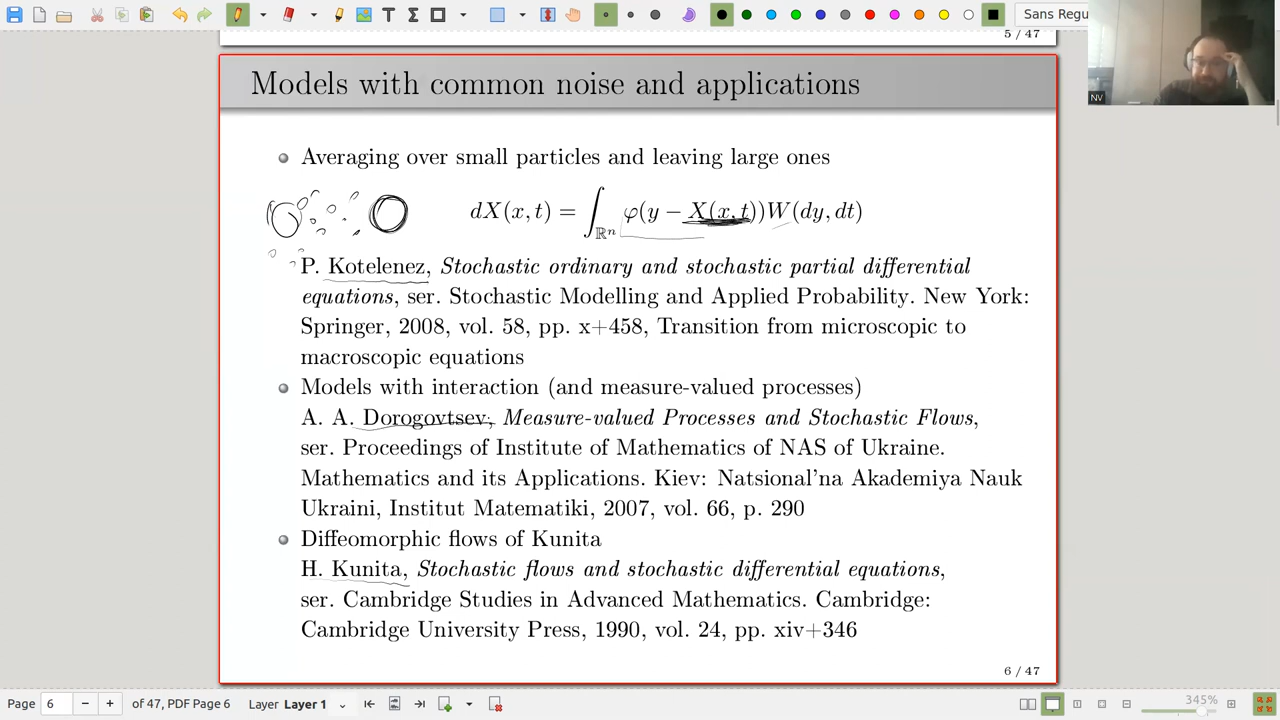 Sans Regu
5 / 47
NV
Models with common noise and applications
Averaging over small particles and leaving large ones
dX(x, t) = ∫_{ℝⁿ} φ(y − X(x, t))W(dy, dt)
P. Kotelenez, Stochastic ordinary and stochastic partial differential
equations, ser. Stochastic Modelling and Applied Probability. New York:
Springer, 2008, vol. 58, pp. x+458, Transition from microscopic to
macroscopic equations
Models with interaction (and measure-valued processes)
A. A. Dorogovtsev, Measure-valued Processes and Stochastic Flows,
ser. Proceedings of Institute of Mathematics of NAS of Ukraine.
Mathematics and its Applications. Kiev: Natsional'na Akademiya Nauk
Ukraini, Institut Matematiki, 2007, vol. 66, p. 290
Diffeomorphic flows of Kunita
H. Kunita, Stochastic flows and stochastic differential equations,
ser. Cambridge Studies in Advanced Mathematics. Cambridge:
Cambridge University Press, 1990, vol. 24, pp. xiv+346
6 / 47
Page 6 − + of 47, PDF Page 6 Layer Layer 1 345%